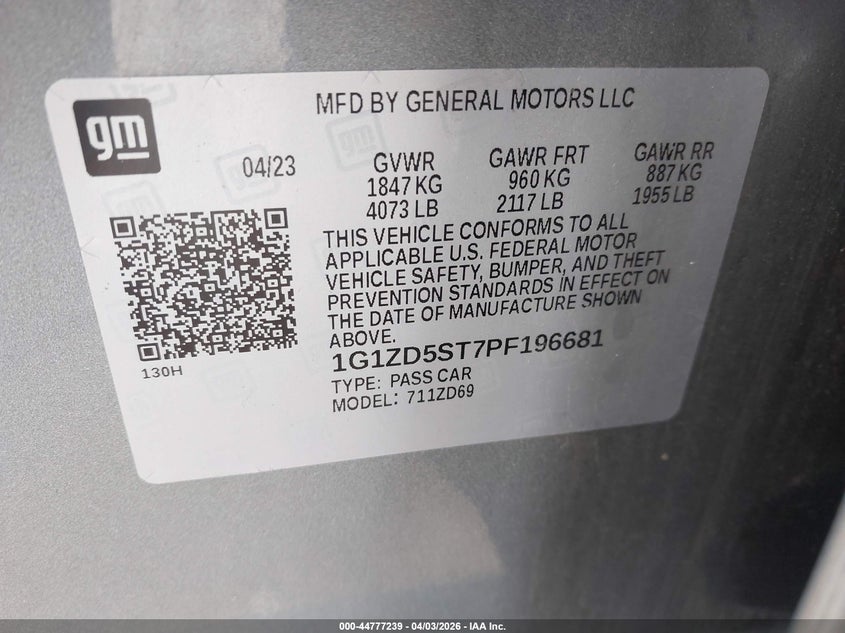 gm
MFD BY GENERAL MOTORS LLC
04/23
GVWR
1847 KG
4073 LB
GAWR FRT
960 KG
2117 LB
GAWR RR
887 KG
1955 LB
THIS VEHICLE CONFORMS TO ALL
APPLICABLE U.S. FEDERAL MOTOR
VEHICLE SAFETY, BUMPER, AND THEFT
PREVENTION STANDARDS IN EFFECT ON
THE DATE OF MANUFACTURE SHOWN
ABOVE.
130H
1G1ZD5ST7PF196681
TYPE: PASS CAR
MODEL: 711ZD69
000-44777239 - 04/03/2026 - IAA Inc.